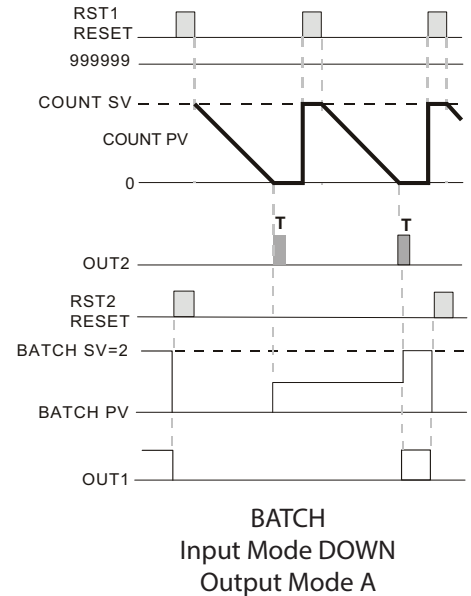 RST1
RESET
999999
COUNT SV
COUNT PV
0
T
T
OUT2
RST2
RESET
BATCH SV=2
BATCH PV
OUT1
BATCH
Input Mode DOWN
Output Mode A